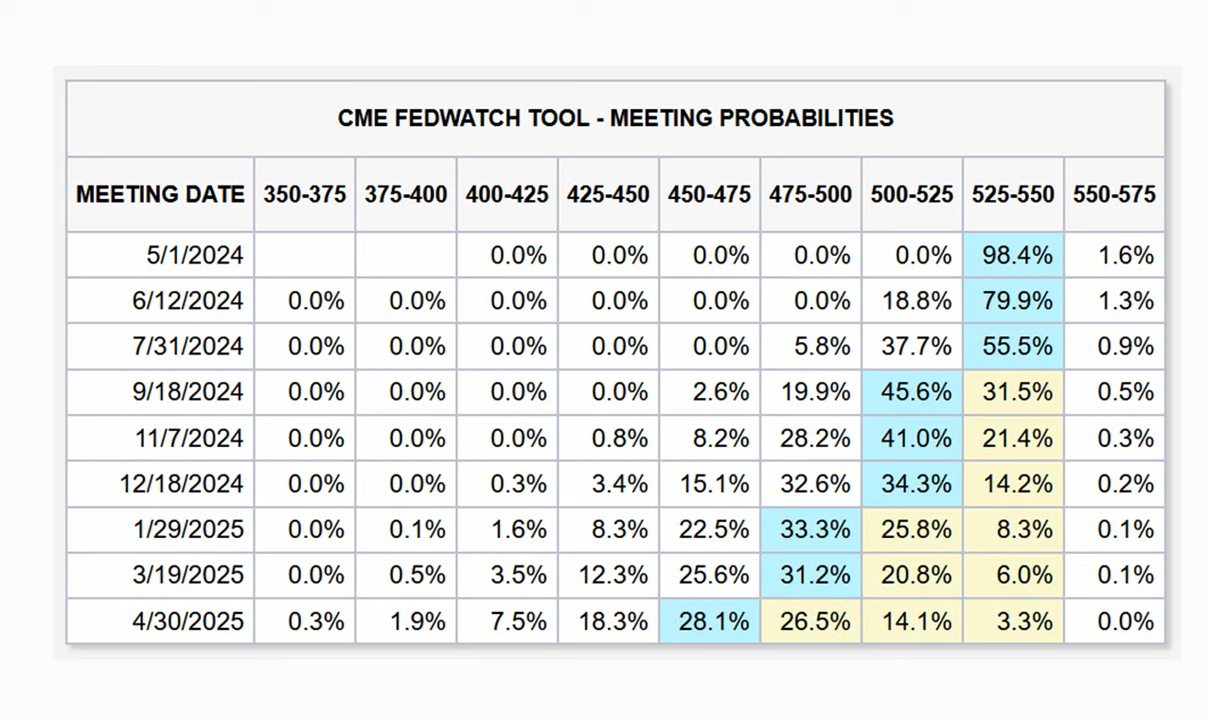 CME FEDWATCH TOOL - MEETING PROBABILITIES
MEETING DATE 350-375 375-400 400-425 425-450 450-475 475-500 500-525 525-550 550-575
5/1/2024 0.0% 0.0% 0.0% 0.0% 0.0% 98.4% 1.6%
6/12/2024 0.0% 0.0% 0.0% 0.0% 0.0% 0.0% 18.8% 79.9% 1.3%
7/31/2024 0.0% 0.0% 0.0% 0.0% 0.0% 5.8% 37.7% 55.5% 0.9%
9/18/2024 0.0% 0.0% 0.0% 0.0% 2.6% 19.9% 45.6% 31.5% 0.5%
11/7/2024 0.0% 0.0% 0.0% 0.8% 8.2% 28.2% 41.0% 21.4% 0.3%
12/18/2024 0.0% 0.0% 0.3% 3.4% 15.1% 32.6% 34.3% 14.2% 0.2%
1/29/2025 0.0% 0.1% 1.6% 8.3% 22.5% 33.3% 25.8% 8.3% 0.1%
3/19/2025 0.0% 0.5% 3.5% 12.3% 25.6% 31.2% 20.8% 6.0% 0.1%
4/30/2025 0.3% 1.9% 7.5% 18.3% 28.1% 26.5% 14.1% 3.3% 0.0%